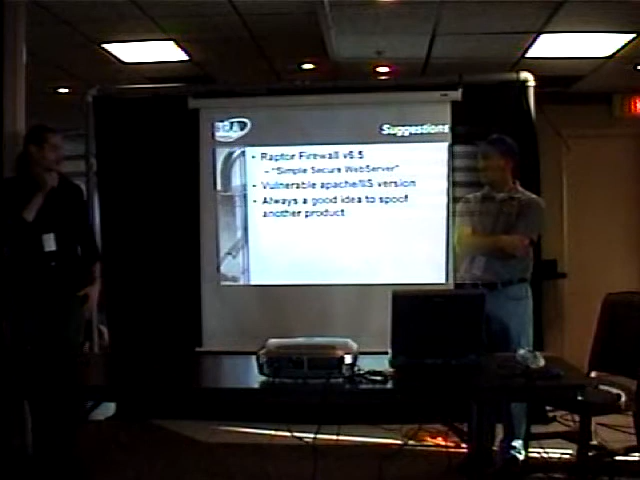 Suggestions
• Raptor Firewall v6.5
– "Simple Secure WebServer"
• Vulnerable apache/IIS version
• Always a good idea to spoof
another product